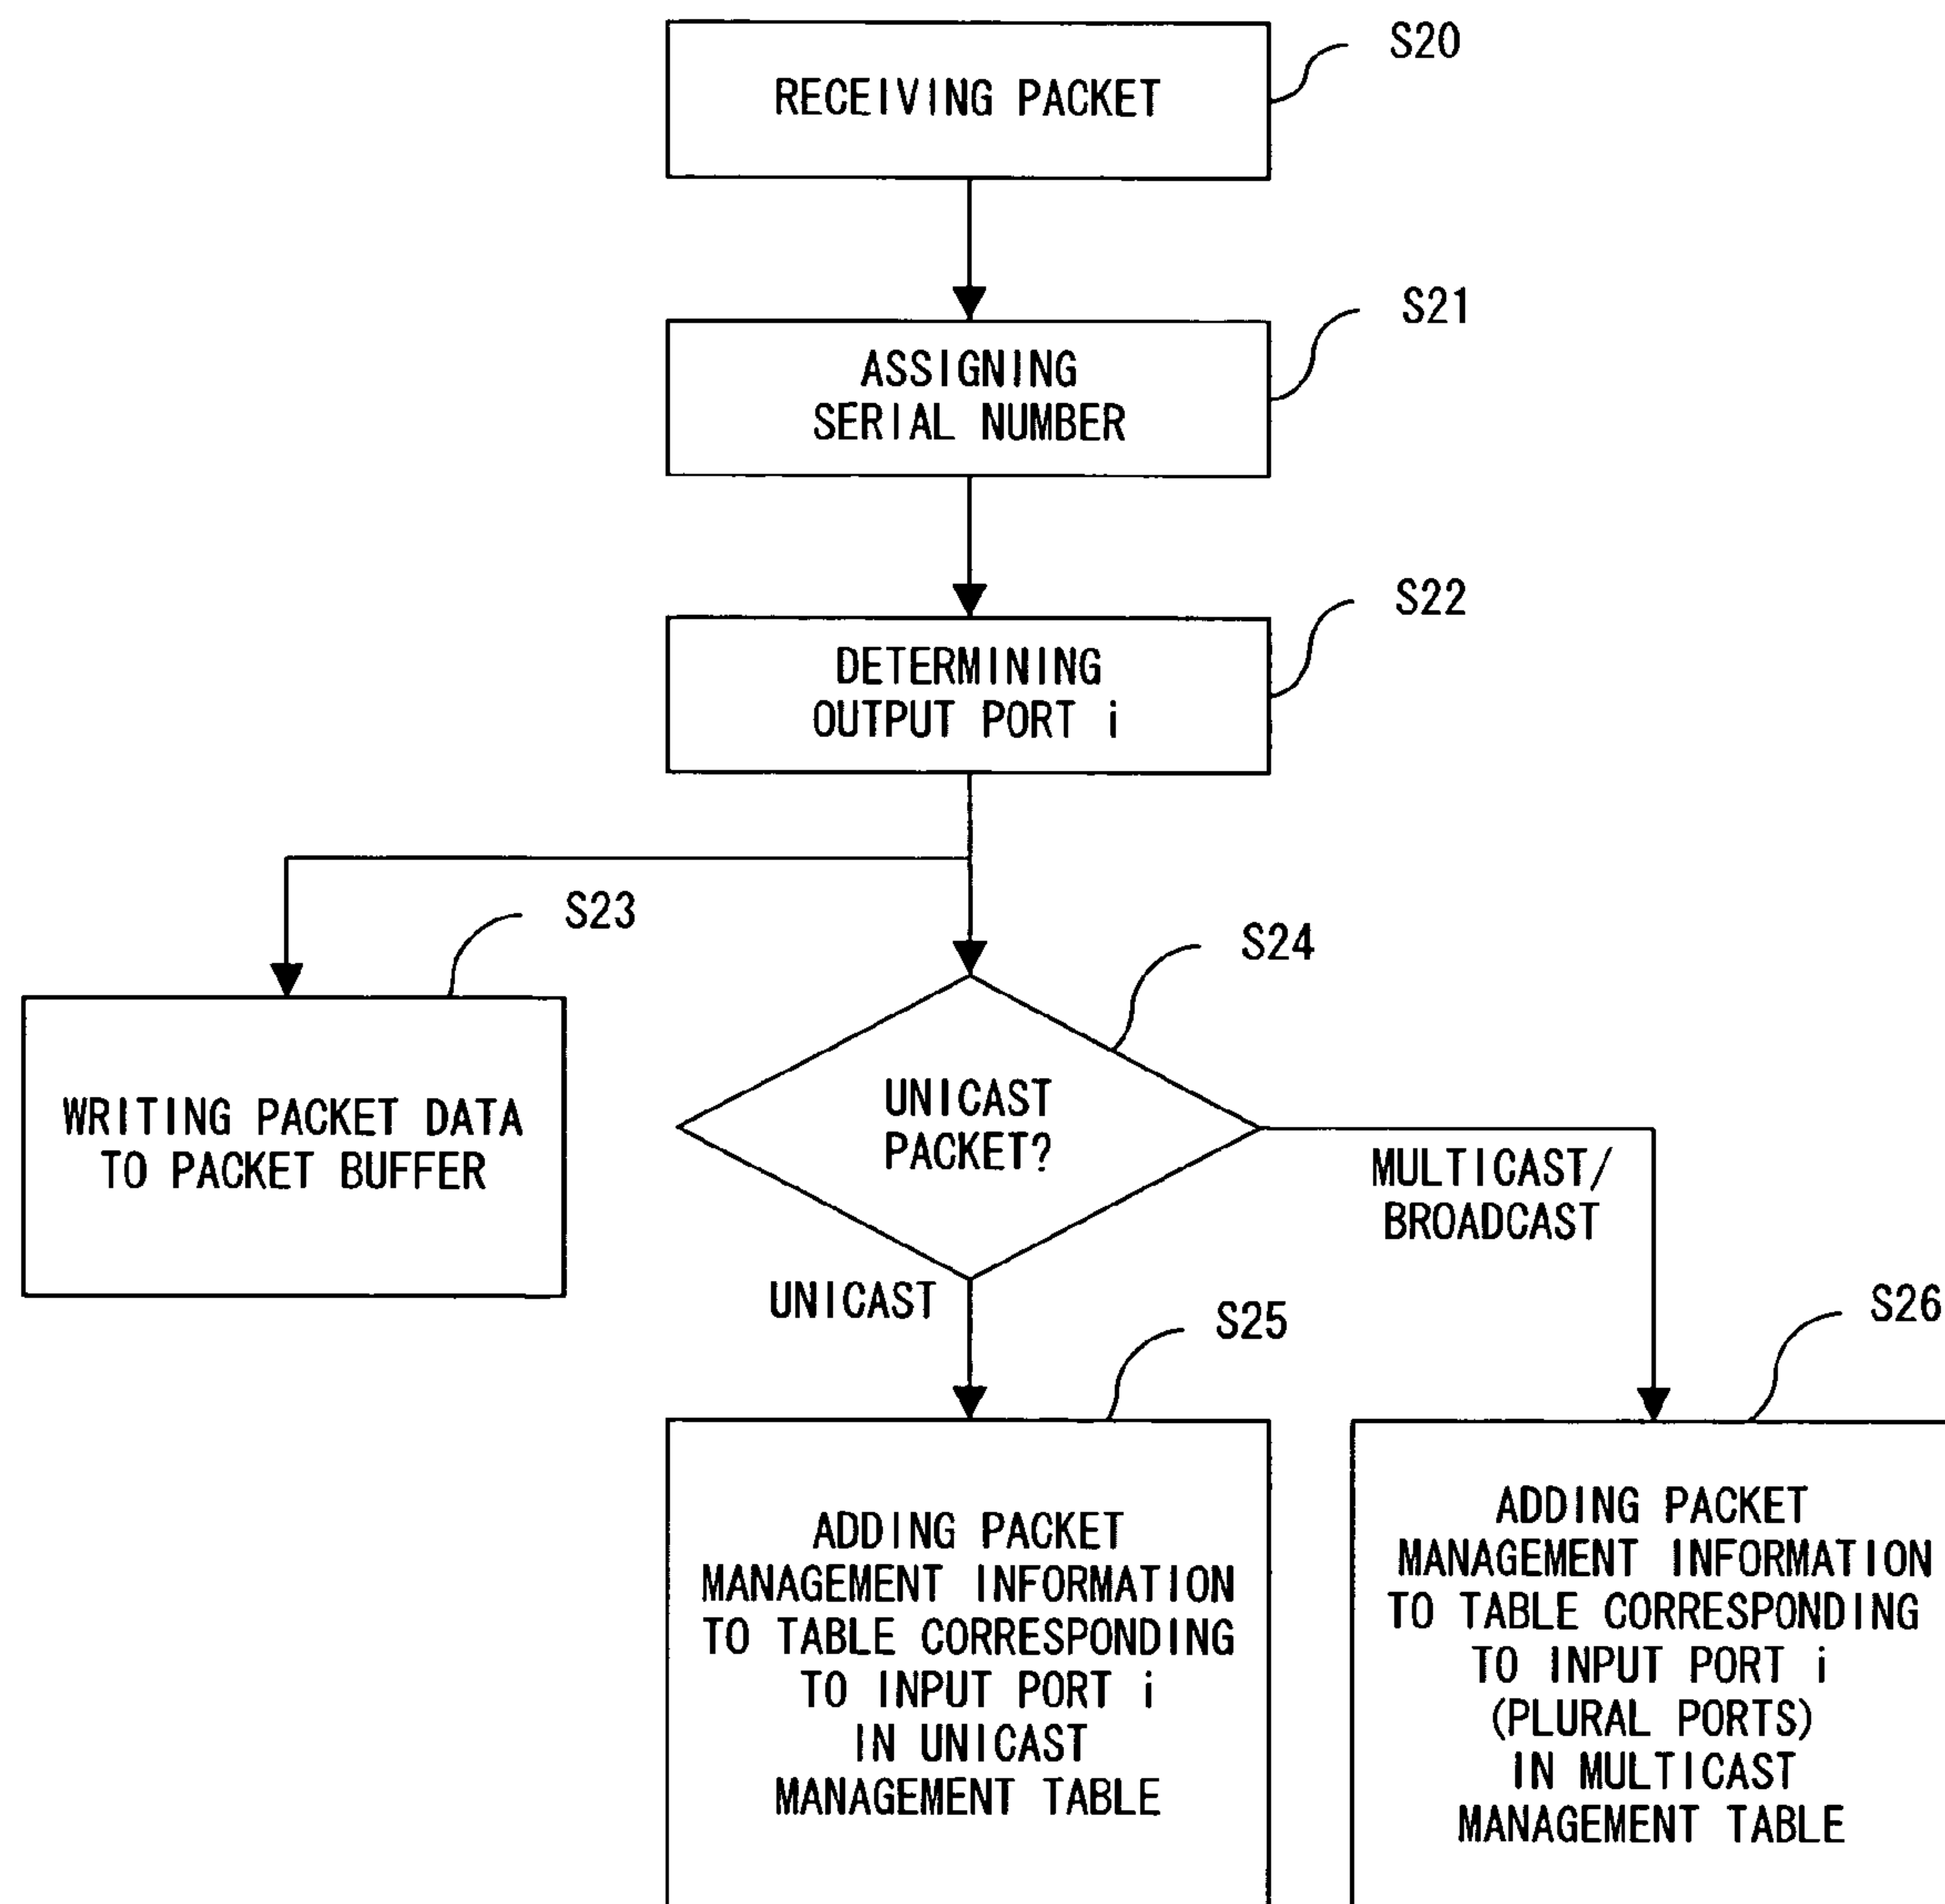 RECEIVING PACKET
S20
ASSIGNING
SERIAL NUMBER
S21
DETERMINING
OUTPUT PORT i
S22
S23
WRITING PACKET DATA
TO PACKET BUFFER
S24
UNICAST
PACKET?
MULTICAST/
BROADCAST
UNICAST
S25
ADDING PACKET
MANAGEMENT INFORMATION
TO TABLE CORRESPONDING
TO INPUT PORT i
IN UNICAST
MANAGEMENT TABLE
S26
ADDING PACKET
MANAGEMENT INFORMATION
TO TABLE CORRESPONDING
TO INPUT PORT i
(PLURAL PORTS)
IN MULTICAST
MANAGEMENT TABLE